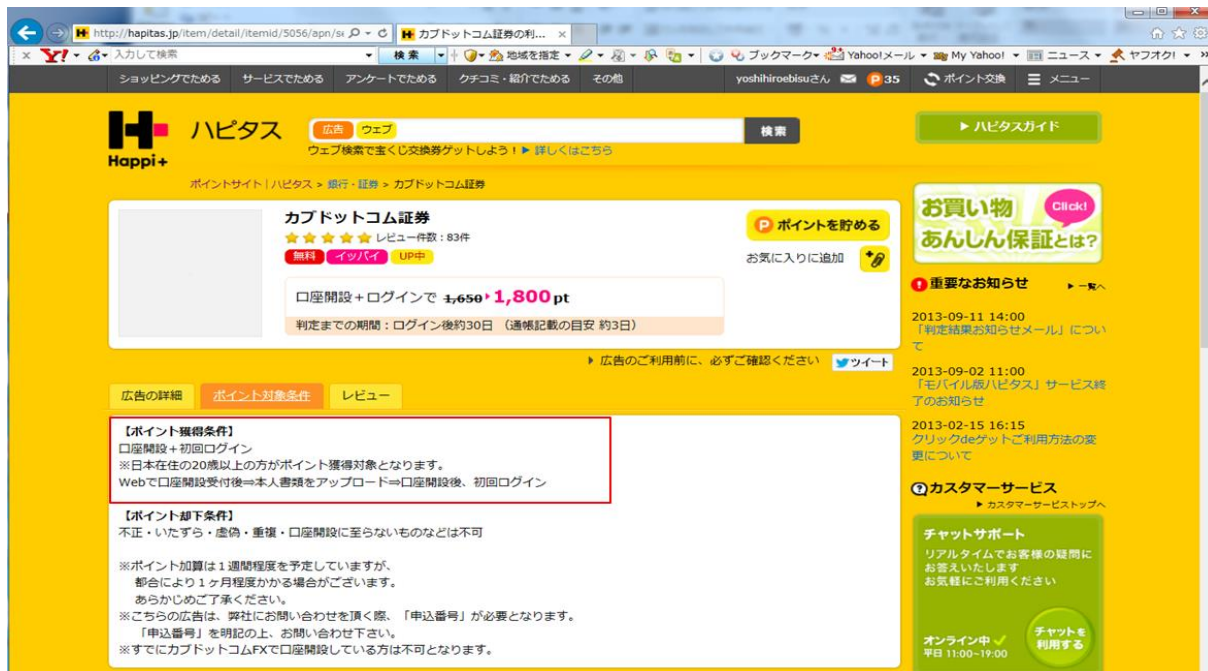 http://hapitas.jp/item/detail/itemid/5056/apn/se
カブドットコム証券の利...
入力して検索
検索
地域を指定
ブックマーク
Yahoo!メール
My Yahoo!
ニュース
ヤフオク!
ショッピングでためる サービスでためる アンケートでためる クチコミ・紹介でためる その他
yoshihiroebisuさん P35 ポイント交換 メニュー
ハピタス
Happi+
広告 ウェブ
検索
ウェブ検索で宝くじ交換券ゲットしよう!▶ 詳しくはこちら
▶ ハピタスガイド
ポイントサイト|ハピタス > 銀行・証券 > カブドットコム証券
カブドットコム証券
★★★★★ レビュー件数:83件
無料 イッパイ UP中
Pポイントを貯める
お気に入りに追加
口座開設+ログインで 1,650▶1,800pt
判定までの期間:ログイン後約30日 (通帳記載の目安 約3日)
▶ 広告のご利用前に、必ずご確認ください ツイート
広告の詳細 ポイント対象条件 レビュー
【ポイント獲得条件】
口座開設+初回ログイン
※日本在住の20歳以上の方がポイント獲得対象となります。
Webで口座開設受付後⇒本人書類をアップロード⇒口座開設後、初回ログイン
【ポイント却下条件】
不正・いたずら・虚偽・重複・口座開設に至らないものなどは不可
※ポイント加算は1週間程度を予定していますが、
都合により1ヶ月程度かかる場合がございます。
あらかじめご了承ください。
※こちらの広告は、弊社にお問い合わせを頂く際、「申込番号」が必要となります。
「申込番号」を明記の上、お問い合わせ下さい。
※すでにカブドットコムFXで口座開設している方は不可となります。
お買い物
Click!
あんしん保証とは?
重要なお知らせ ▶ 一覧へ
2013-09-11 14:00
「判定結果お知らせメール」につい
て
2013-09-02 11:00
「モバイル版ハピタス」サービス終
了のお知らせ
2013-02-15 16:15
クリックdeゲットご利用方法の変
更について
カスタマーサービス
▶ カスタマーサービストップへ
チャットサポート
リアルタイムでお客様の疑問に
お答えいたします
お気軽にご利用ください
オンライン中
平日 11:00~19:00
チャットを
利用する